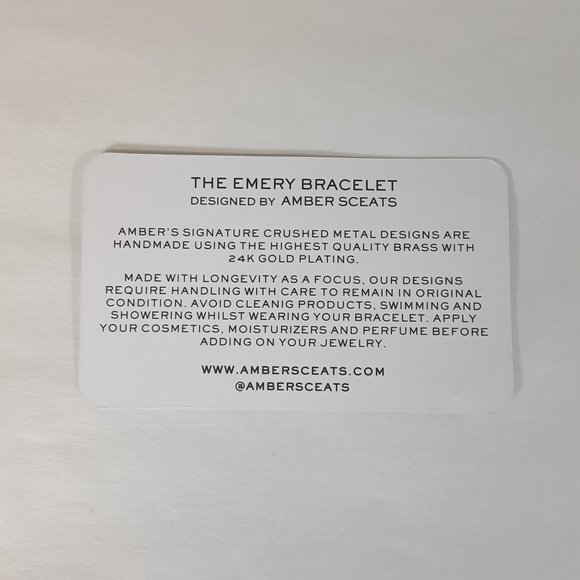 THE EMERY BRACELET
DESIGNED BY AMBER SCEATS
AMBER'S SIGNATURE CRUSHED METAL DESIGNS ARE
HANDMADE USING THE HIGHEST QUALITY BRASS WITH
24K GOLD PLATING.
MADE WITH LONGEVITY AS A FOCUS, OUR DESIGNS
REQUIRE HANDLING WITH CARE TO REMAIN IN ORIGINAL
CONDITION. AVOID CLEANIG PRODUCTS, SWIMMING AND
SHOWERING WHILST WEARING YOUR BRACELET. APPLY
YOUR COSMETICS, MOISTURIZERS AND PERFUME BEFORE
ADDING ON YOUR JEWELRY.
WWW.AMBERSCEATS.COM
@AMBERSCEATS